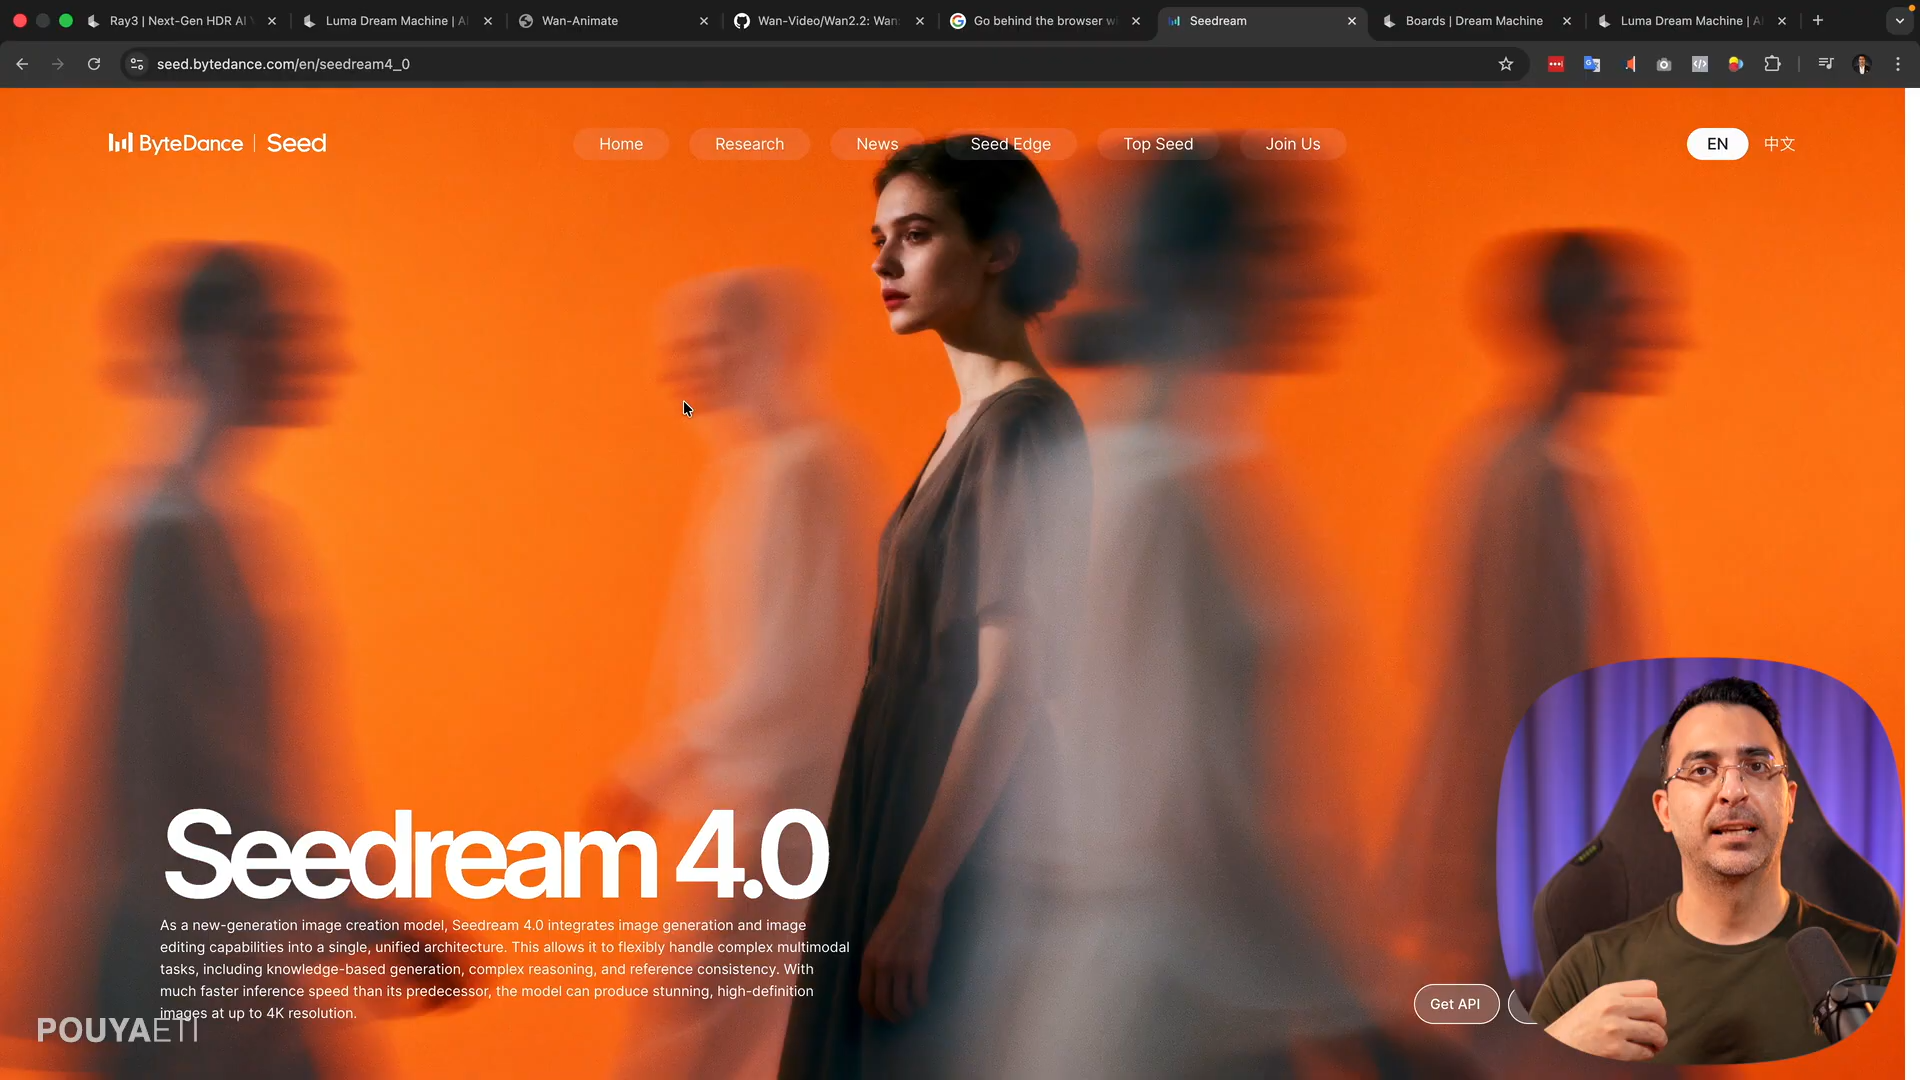 Ray3 | Next-Gen HDR AI
Luma Dream Machine | A
Wan-Animate
Wan-Video/Wan2.2: Wan
Go behind the browser w
Seedream
Boards | Dream Machine
Luma Dream Machine | A
seed.bytedance.com/en/seedream4_0
ByteDance | Seed
Home
Research
News
Seed Edge
Top Seed
Join Us
EN
中文
Seedream 4.0
As a new-generation image creation model, Seedream 4.0 integrates image generation and image
editing capabilities into a single, unified architecture. This allows it to flexibly handle complex multimodal
tasks, including knowledge-based generation, complex reasoning, and reference consistency. With
much faster inference speed than its predecessor, the model can produce stunning, high-definition
images at up to 4K resolution.
Get API
POUYAETI